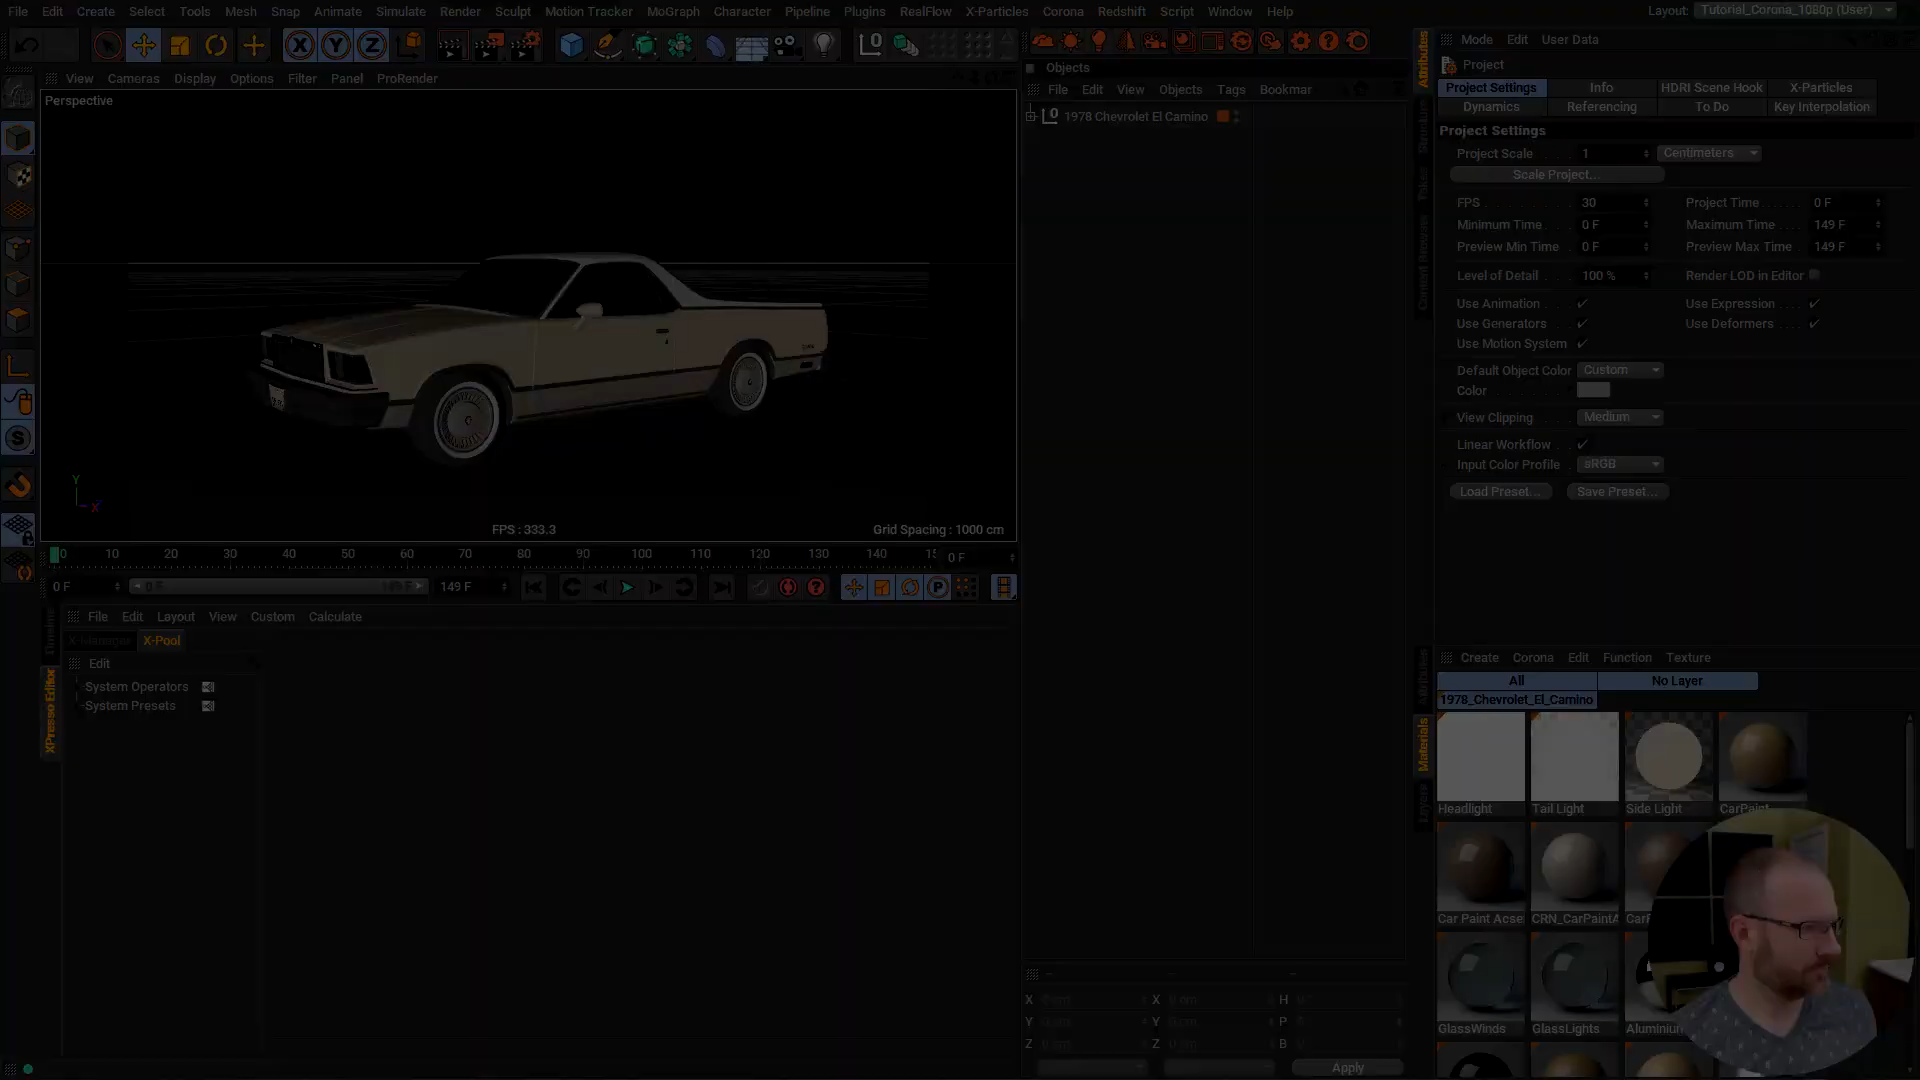 File Edit Create Select Tools Mesh Snap Animate Simulate Render Sculpt Motion Tracker MoGraph Character Pipeline Plugins RealFlow X-Particles Corona Redshift Script Window Help
Layout: Tutorial_Corona_1080p (User)
View Cameras Display Options Filter Panel ProRender
Perspective
Y
X
FPS : 333.3
Grid Spacing : 1000 cm
0 10 20 30 40 50 60 70 80 90 100 110 120 130 140
0 F
0 F
0 F
149 F
File Edit Layout View Custom Calculate
X-Pool
Edit
System Operators
System Presets
XPresso Editor
Objects
File Edit View Objects Tags Bookmar
1978 Chevrolet El Camino
X X H
Y Y P
Z Z B
Apply
Attributes
Mode Edit User Data
Project
Project Settings Info HDRI Scene Hook X-Particles
Dynamics Referencing To Do Key Interpolation
Project Settings
Project Scale 1 Centimeters
Scale Project...
FPS 30 Project Time 0 F
Minimum Time 0 F Maximum Time 149 F
Preview Min Time 0 F Preview Max Time 149 F
Level of Detail 100 % Render LOD in Editor
Use Animation Use Expression
Use Generators Use Deformers
Use Motion System
Default Object Color Custom
Color
View Clipping Medium
Linear Workflow
Input Color Profile sRGB
Load Preset... Save Preset...
Materials
Create Corona Edit Function Texture
All No Layer
1978_Chevrolet_El_Camino
Headlight Tail Light Side Light CarPaint
Car Paint Acse CRN_CarPaintA
GlassWinds GlassLights